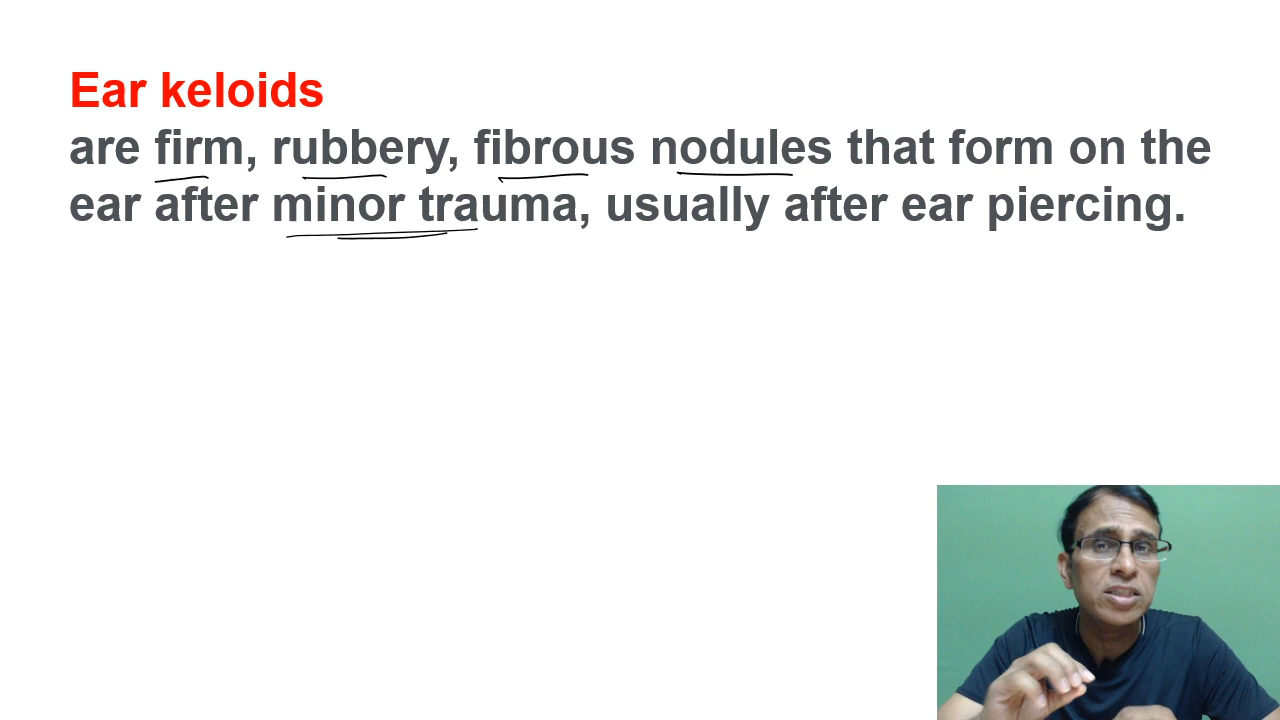 Ear keloids
are firm, rubbery, fibrous nodules that form on the
ear after minor trauma, usually after ear piercing.